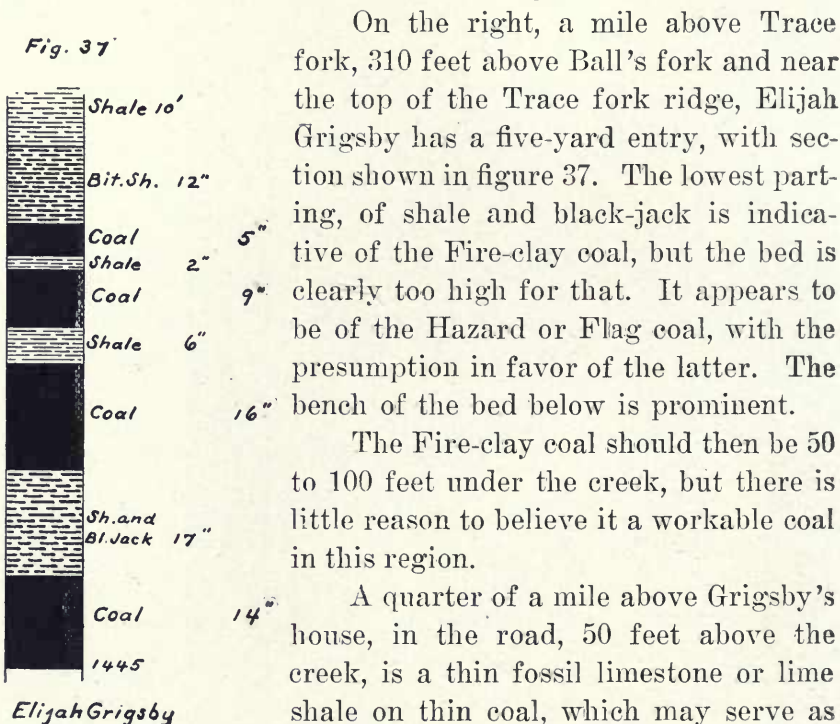 Fig. 37
Shale 10'
Bit. Sh. 12"
Coal 5"
Shale 2"
Coal 9"
Shale 6"
Coal 16"
Sh. and
Bl. Jack 17"
Coal 14"
1445
Elijah Grigsby
On the right, a mile above Trace
fork, 310 feet above Ball's fork and near
the top of the Trace fork ridge, Elijah
Grigsby has a five-yard entry, with sec-
tion shown in figure 37. The lowest part-
ing, of shale and black-jack is indica-
tive of the Fire-clay coal, but the bed is
clearly too high for that. It appears to
be of the Hazard or Flag coal, with the
presumption in favor of the latter. The
bench of the bed below is prominent.
The Fire-clay coal should then be 50
to 100 feet under the creek, but there is
little reason to believe it a workable coal
in this region.
A quarter of a mile above Grigsby's
house, in the road, 50 feet above the
creek, is a thin fossil limestone or lime
shale on thin coal, which may serve as